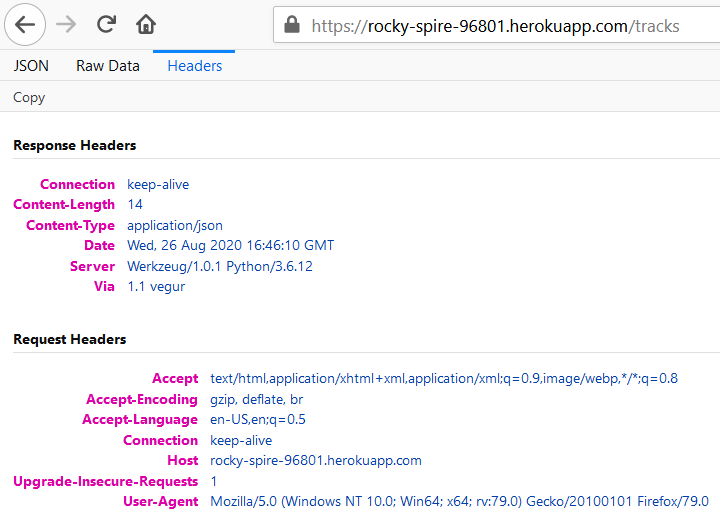 https://rocky-spire-96801.herokuapp.com/tracks
JSON Raw Data Headers
Copy
Response Headers
Connection keep-alive
Content-Length 14
Content-Type application/json
Date Wed, 26 Aug 2020 16:46:10 GMT
Server Werkzeug/1.0.1 Python/3.6.12
Via 1.1 vegur
Request Headers
Accept text/html,application/xhtml+xml,application/xml;q=0.9,image/webp,*/*;q=0.8
Accept-Encoding gzip, deflate, br
Accept-Language en-US,en;q=0.5
Connection keep-alive
Host rocky-spire-96801.herokuapp.com
Upgrade-Insecure-Requests 1
User-Agent Mozilla/5.0 (Windows NT 10.0; Win64; x64; rv:79.0) Gecko/20100101 Firefox/79.0